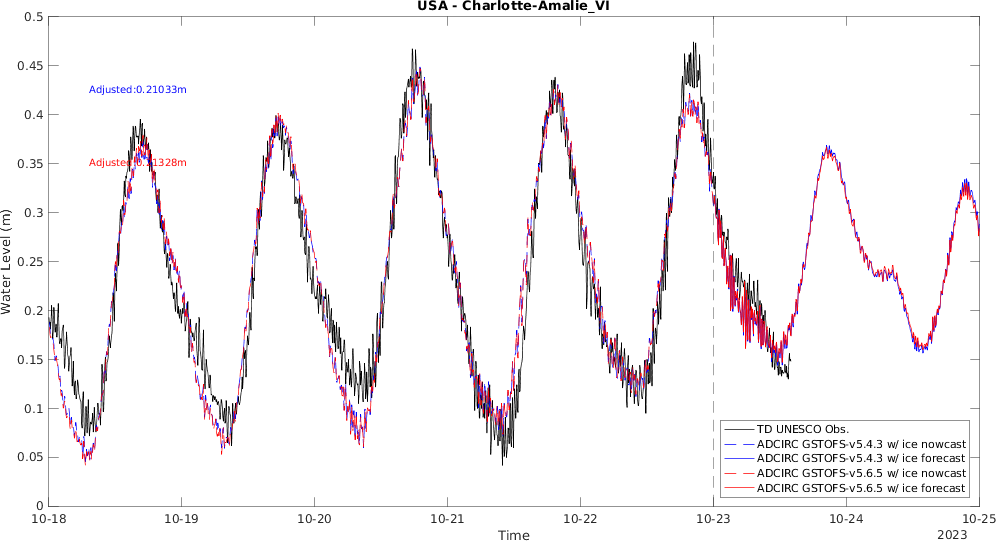 USA - Charlotte-Amalie_VI
0.5
0.45
0.4
0.35
0.3
0.25
0.2
0.15
0.1
0.05
0
Water Level (m)
Adjusted:0.21033m
Adjusted:0.21328m
TD UNESCO Obs.
ADCIRC GSTOFS-v5.4.3 w/ ice nowcast
ADCIRC GSTOFS-v5.4.3 w/ ice forecast
ADCIRC GSTOFS-v5.6.5 w/ ice nowcast
ADCIRC GSTOFS-v5.6.5 w/ ice forecast
10-18 10-19 10-20 10-21 10-22 10-23 10-24 10-25
Time
2023